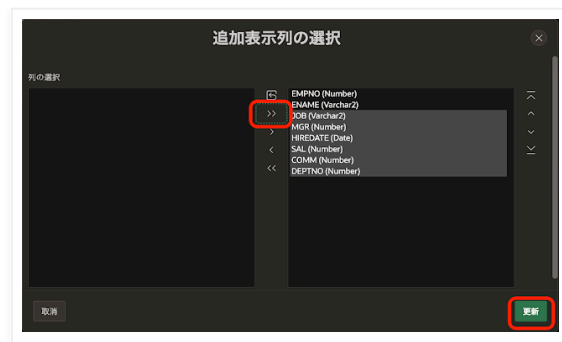 追加表示列の選択
列の選択
EMPNO (Number)
ENAME (Varchar2)
JOB (Varchar2)
MGR (Number)
HIREDATE (Date)
SAL (Number)
COMM (Number)
DEPTNO (Number)
取消
更新